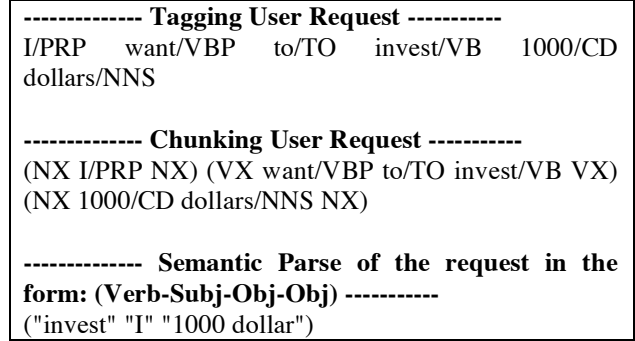 -------------- Tagging User Request -----------
I/PRP want/VBP to/TO invest/VB 1000/CD
dollars/NNS
-------------- Chunking User Request -----------
(NX I/PRP NX) (VX want/VBP to/TO invest/VB VX)
(NX 1000/CD dollars/NNS NX)
-------------- Semantic Parse of the request in the
form: (Verb-Subj-Obj-Obj) -----------
("invest" "I" "1000 dollar")